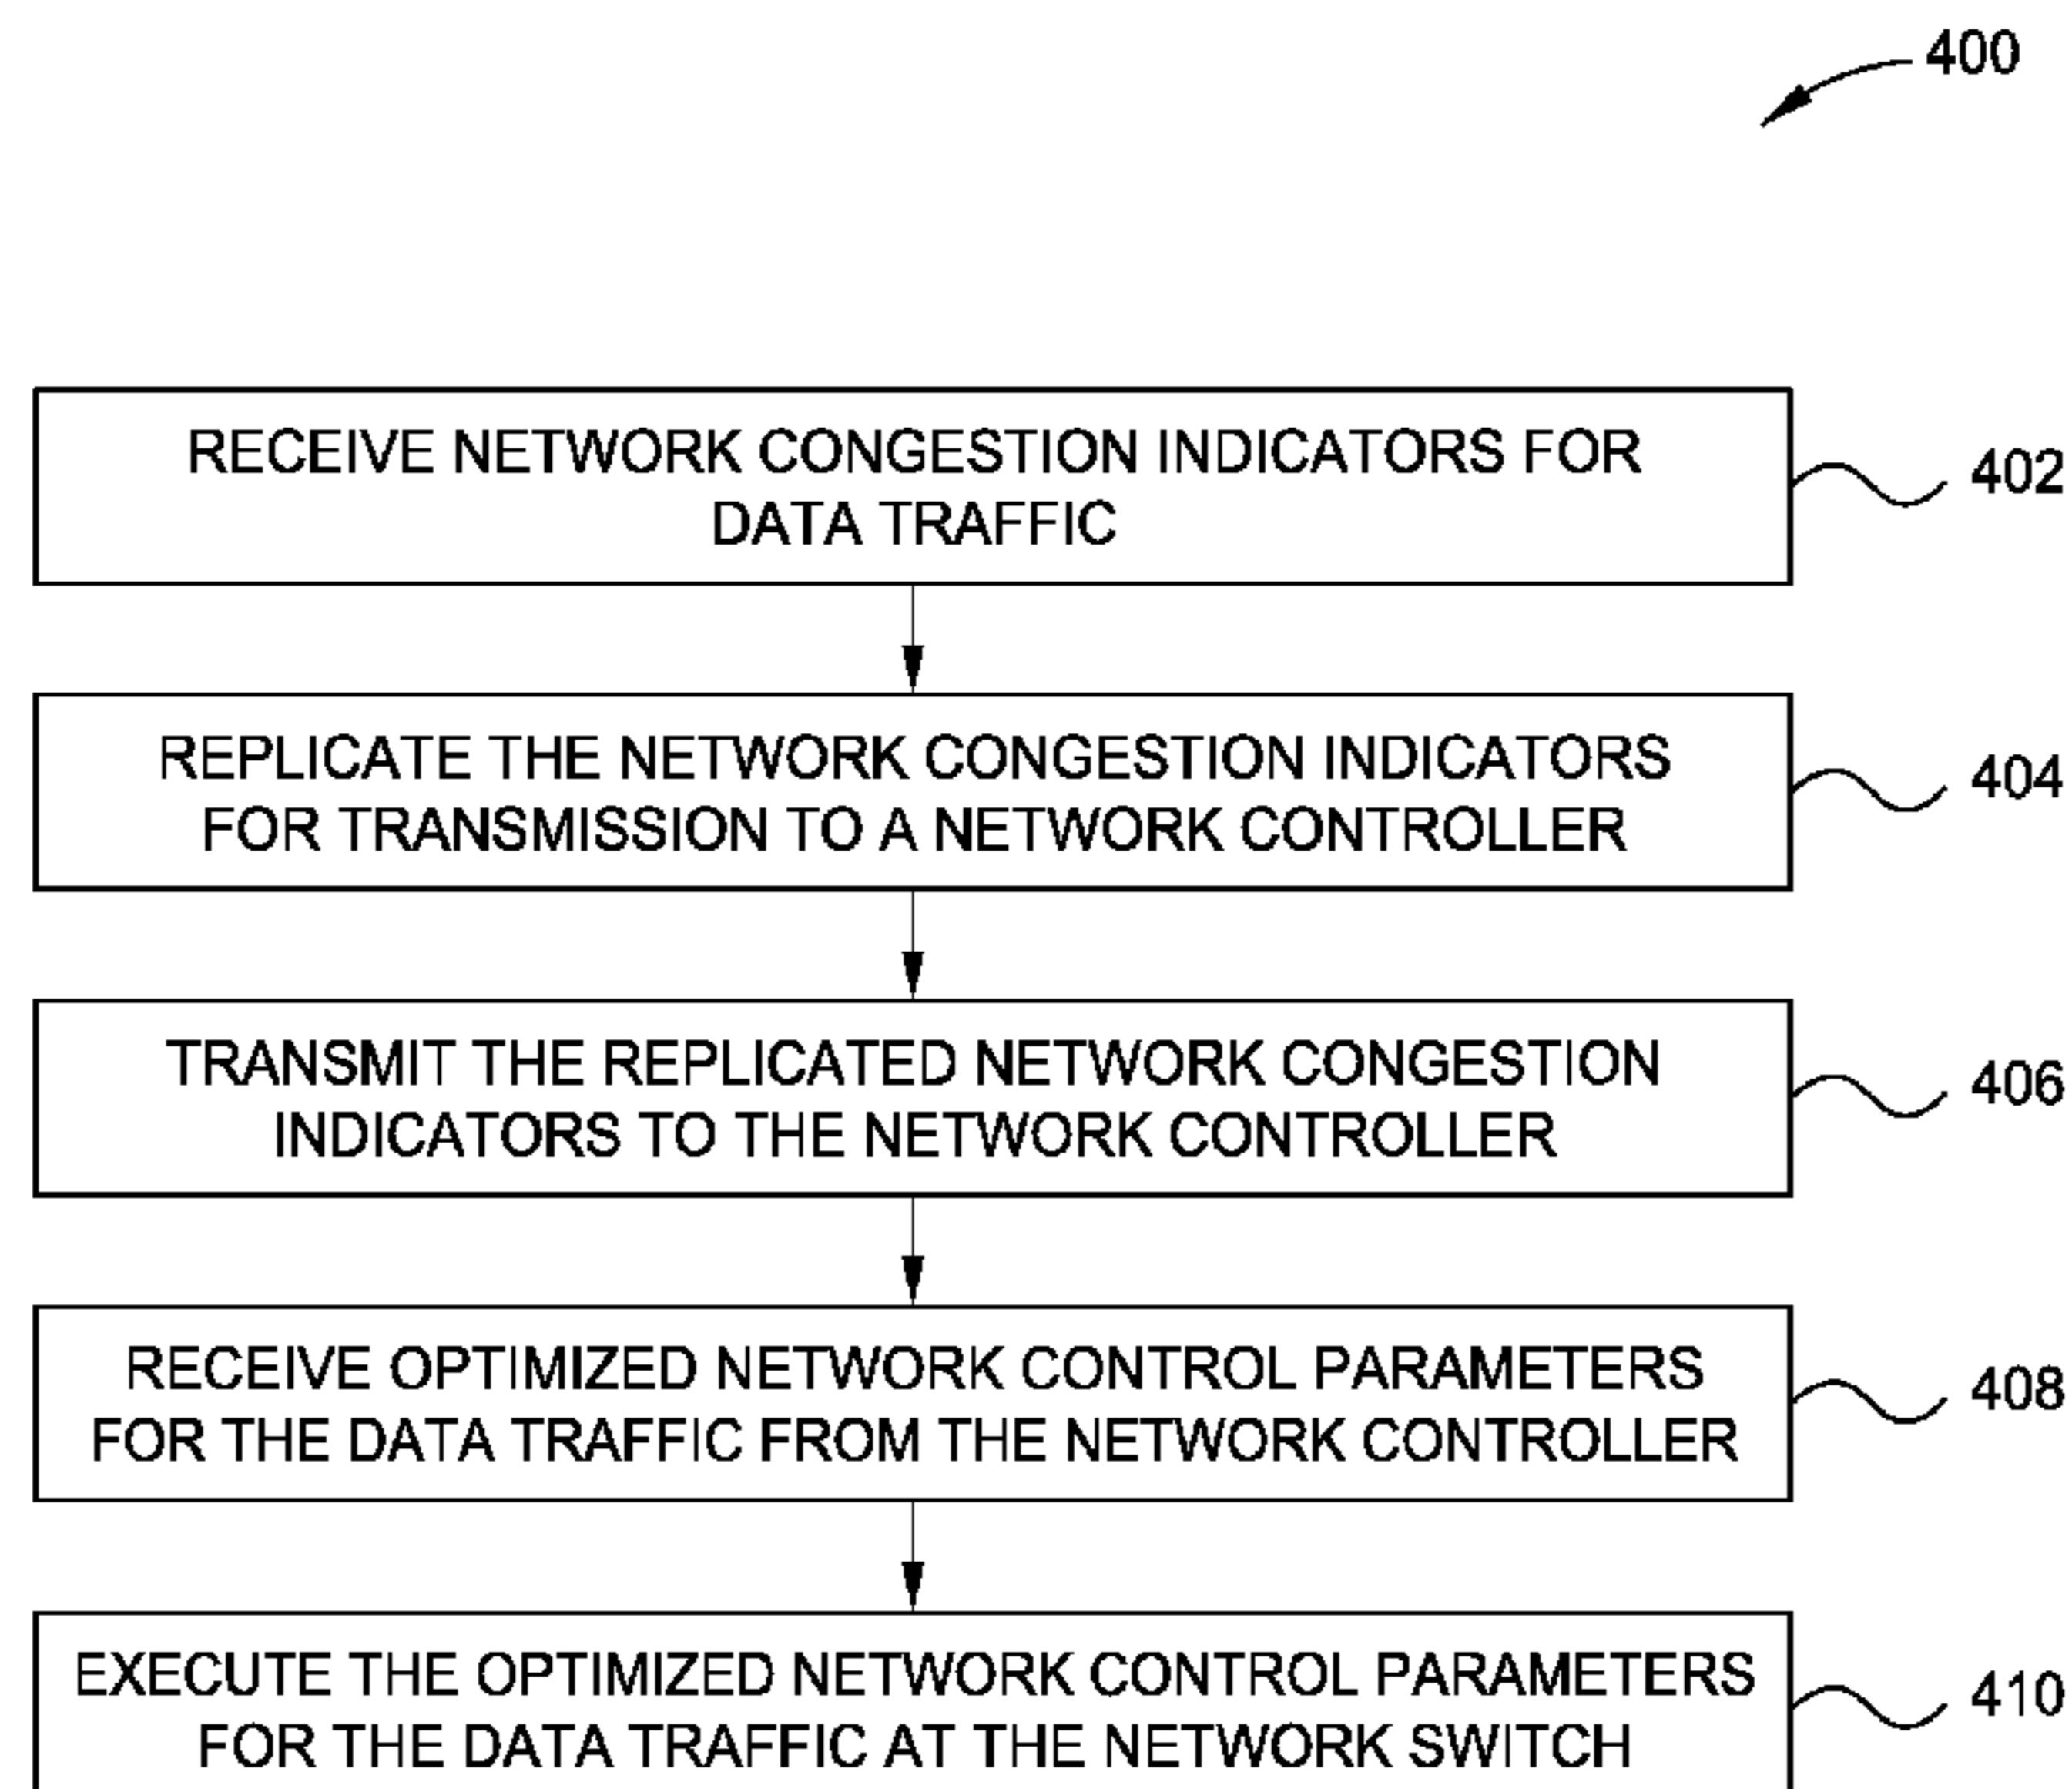 400
RECEIVE NETWORK CONGESTION INDICATORS FOR
DATA TRAFFIC
402
REPLICATE THE NETWORK CONGESTION INDICATORS
FOR TRANSMISSION TO A NETWORK CONTROLLER
404
TRANSMIT THE REPLICATED NETWORK CONGESTION
INDICATORS TO THE NETWORK CONTROLLER
406
RECEIVE OPTIMIZED NETWORK CONTROL PARAMETERS
FOR THE DATA TRAFFIC FROM THE NETWORK CONTROLLER
408
EXECUTE THE OPTIMIZED NETWORK CONTROL PARAMETERS
FOR THE DATA TRAFFIC AT THE NETWORK SWITCH
410